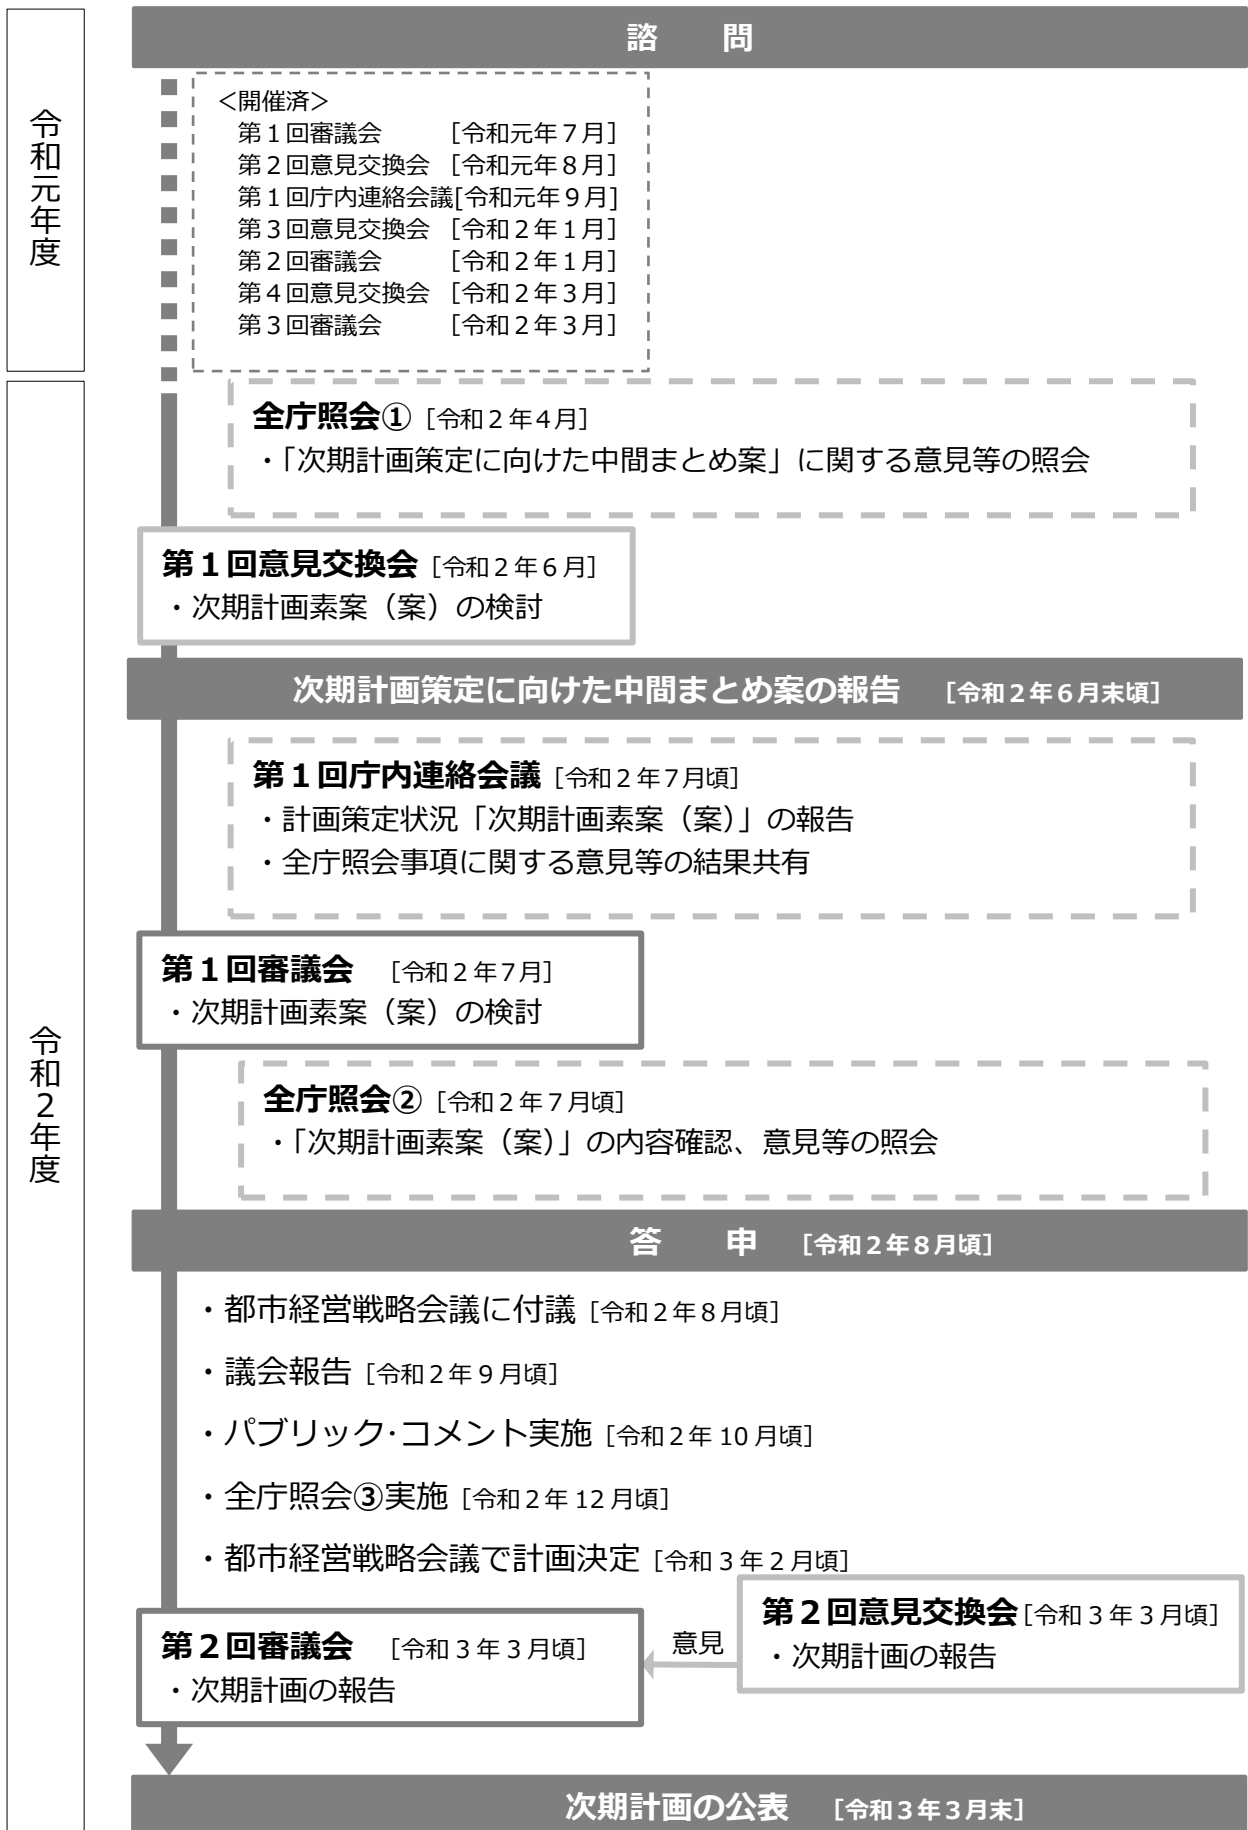 諮　　問
令和元年度
＜開催済＞
第１回審議会　　　［令和元年７月］
第２回意見交換会　［令和元年８月］
第１回庁内連絡会議[令和元年９月]
第３回意見交換会　［令和２年１月］
第２回審議会　　　［令和２年１月］
第４回意見交換会　［令和２年３月］
第３回審議会　　　［令和２年３月］
令和２年度
全庁照会①［令和２年４月］
・「次期計画策定に向けた中間まとめ案」に関する意見等の照会
第１回意見交換会［令和２年６月］
・次期計画素案（案）の検討
次期計画策定に向けた中間まとめ案の報告　［令和２年６月末頃］
第１回庁内連絡会議［令和２年７月頃］
・計画策定状況「次期計画素案（案）」の報告
・全庁照会事項に関する意見等の結果共有
第１回審議会　［令和２年７月］
・次期計画素案（案）の検討
全庁照会②［令和２年７月頃］
・「次期計画素案（案）」の内容確認、意見等の照会
答　　申　［令和２年８月頃］
・都市経営戦略会議に付議［令和２年８月頃］
・議会報告［令和２年９月頃］
・パブリック・コメント実施［令和２年 10 月頃］
・全庁照会③実施［令和２年 12 月頃］
・都市経営戦略会議で計画決定［令和３年２月頃］
第２回意見交換会［令和３年３月頃］
・次期計画の報告
意見
第２回審議会　［令和３年３月頃］
・次期計画の報告
次期計画の公表　［令和３年３月末］